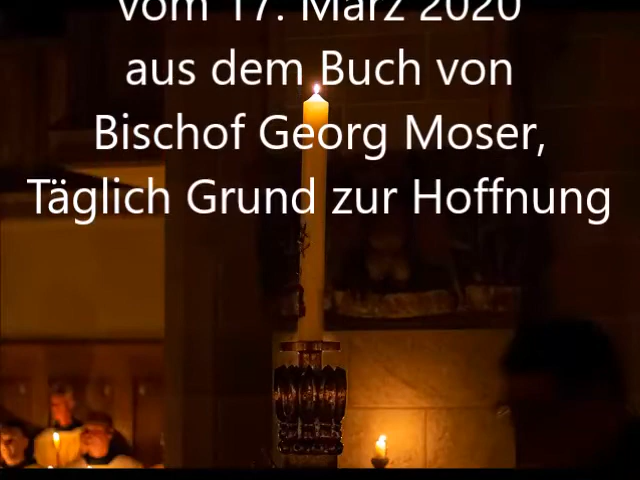 vom 17. März 2020
aus dem Buch von
Bischof Georg Moser,
Täglich Grund zur Hoffnung